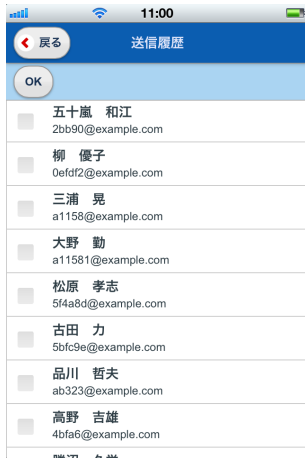 11:00
戻る
送信履歴
OK
五十嵐 和江
2bb90@example.com
柳 優子
0efdf2@example.com
三浦 晃
a1158@example.com
大野 勤
a11581@example.com
松原 孝志
5f4a8d@example.com
古田 力
5bfc9e@example.com
品川 哲夫
ab323@example.com
高野 吉雄
4bfa6@example.com